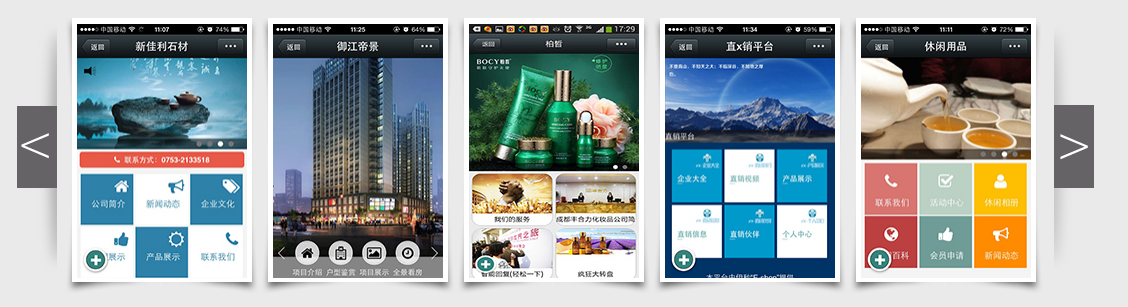 中国移动 11:07
返回 新佳利石材
联系方式：0753-2133518
公司简介 新闻动态 企业文化
展示 产品展示 联系我们
中国移动 11:25 64%
返回 御江帝景
项目介绍 户型鉴赏 项目展示 全景看房
17:29
返回 柏皙
BOCY 柏皙
BOCY
我们的服务 成都丰合力化妆品公司简
智能回复(轻松一下) 疯狂大转盘
中国移动 11:34 59%
返回 直x销平台
直销平台
企业大全 直销视频 产品展示
直销信息 直销伙伴 个人中心
中国移动 11:11 72%
返回 休闲用品
联系我们 活动中心 休闲相册
百科 会员申请 新闻动态